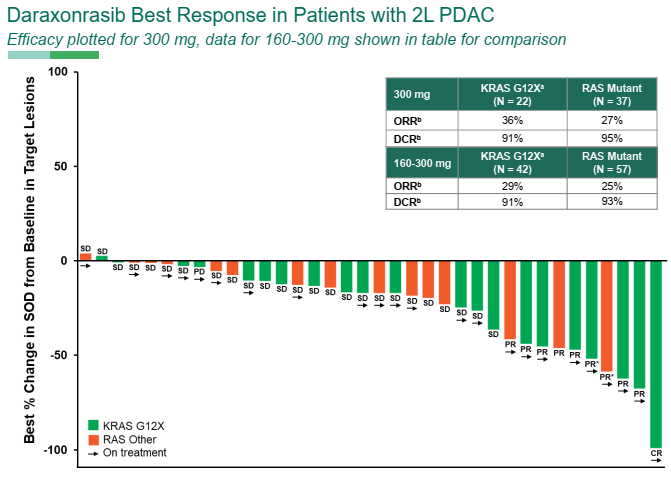 Daraxonrasib Best Response in Patients with 2L PDAC
Efficacy plotted for 300 mg, data for 160-300 mg shown in table for comparison
Best % Change in SOD from Baseline in Target Lesions
100
50
0
-50
-100
300 mg KRAS G12Xᵃ (N = 22) RAS Mutant (N = 37)
ORRᵇ 36% 27%
DCRᵇ 91% 95%
160-300 mg KRAS G12Xᵃ (N = 42) RAS Mutant (N = 57)
ORRᵇ 29% 25%
DCRᵇ 91% 93%
SD SD SD SD SD SD SD PD SD SD SD SD SD SD SD SD SD SD SD SD SD SD SD SD SD SD PR PR PR PR PR PR* PR* PR PR CR
KRAS G12X
RAS Other
On treatment